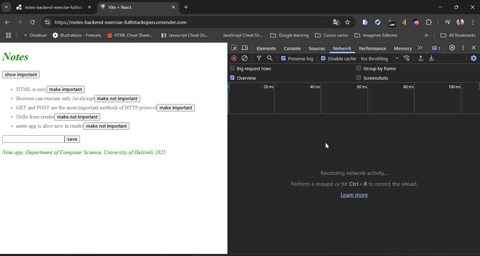 notes-backend-exercise-fullsta
Vite + React
https://notes-backend-exercise-fullstackopen.onrender.com
Omatsuri
Illustrations - Freevets
HTML Cheat Sheet...
Javascript Cheat Sh...
JavaScript Cheat Sh...
Google learning
Cursos varios
Imagenes Editores
All Bookmarks
Notes
show important
HTML is easy make important
Browser can execute only JavaScript make not important
GET and POST are the most important methods of HTTP protocol make important
Hello from render make not important
notes app is alive now in render make not important
save
Note app, Department of Computer Science, University of Helsinki 2025
Elements Console Sources Network Performance Memory
Preserve log Disable cache No throttling
Big request rows Group by frame
Overview Screenshots
20 ms 40 ms 60 ms 80 ms 100 ms
Recording network activity...
Perform a request or hit Ctrl + R to record the reload.
Learn more